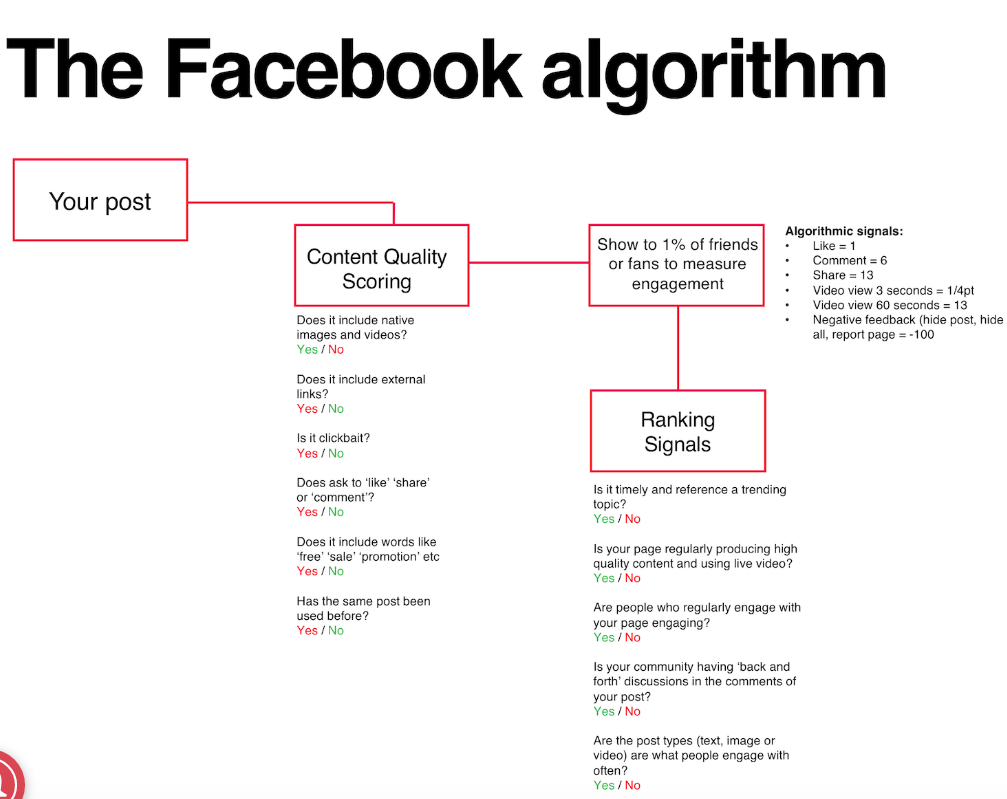 The Facebook algorithm
Your post
Content Quality
Scoring
Does it include native
images and videos?
Yes / No
Does it include external
links?
Yes / No
Is it clickbait?
Yes / No
Does ask to ‘like’ ‘share’
or ‘comment’?
Yes / No
Does it include words like
‘free’ ‘sale’ ‘promotion’ etc
Yes / No
Has the same post been
used before?
Yes / No
Show to 1% of friends
or fans to measure
engagement
Algorithmic signals:
• Like = 1
• Comment = 6
• Share = 13
• Video view 3 seconds = 1/4pt
• Video view 60 seconds = 13
• Negative feedback (hide post, hide
all, report page = -100
Ranking
Signals
Is it timely and reference a trending
topic?
Yes / No
Is your page regularly producing high
quality content and using live video?
Yes / No
Are people who regularly engage with
your page engaging?
Yes / No
Is your community having ‘back and
forth’ discussions in the comments of
your post?
Yes / No
Are the post types (text, image or
video) are what people engage with
often?
Yes / No